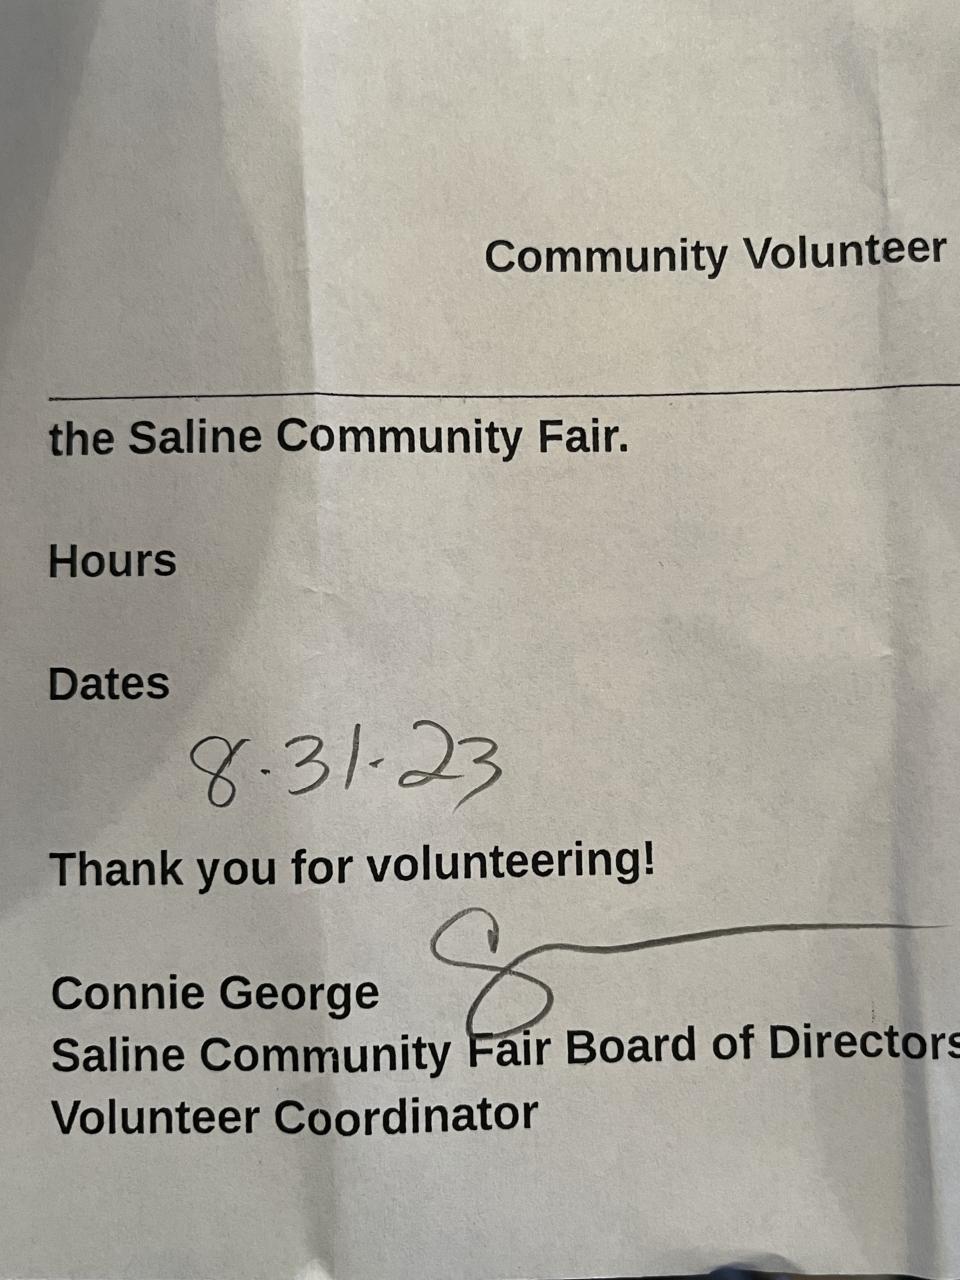 Community Volunteer
the Saline Community Fair.
Hours
Dates
8·31·23
Thank you for volunteering!
Connie George
Saline Community Fair Board of Directors
Volunteer Coordinator